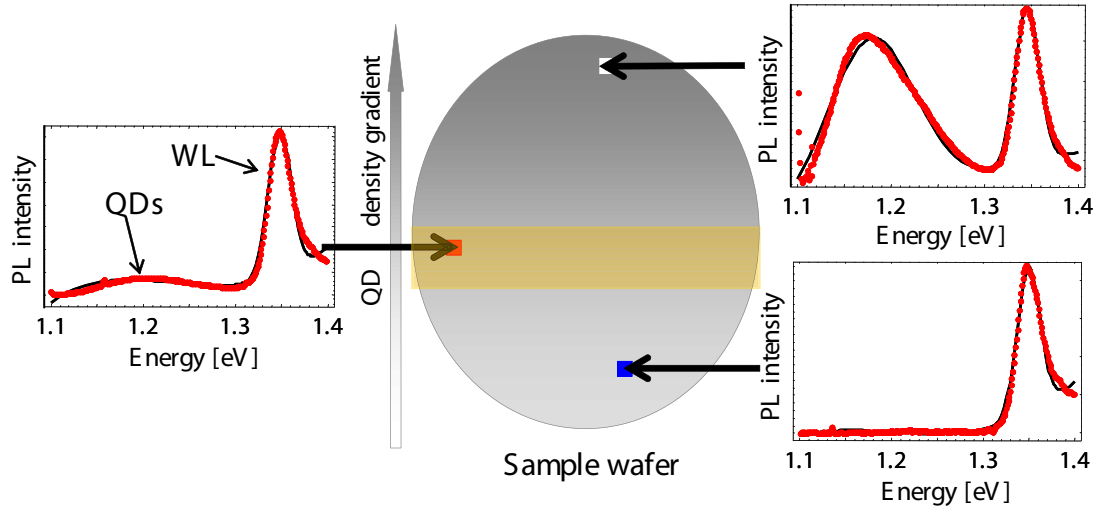 PL intensity
WL
QDs
1.1 1.2 1.3 1.4
Energy [eV]
QD density gradient
Sample wafer
PL intensity
1.1 1.2 1.3 1.4
Energy [eV]
PL intensity
1.1 1.2 1.3 1.4
Energy [eV]